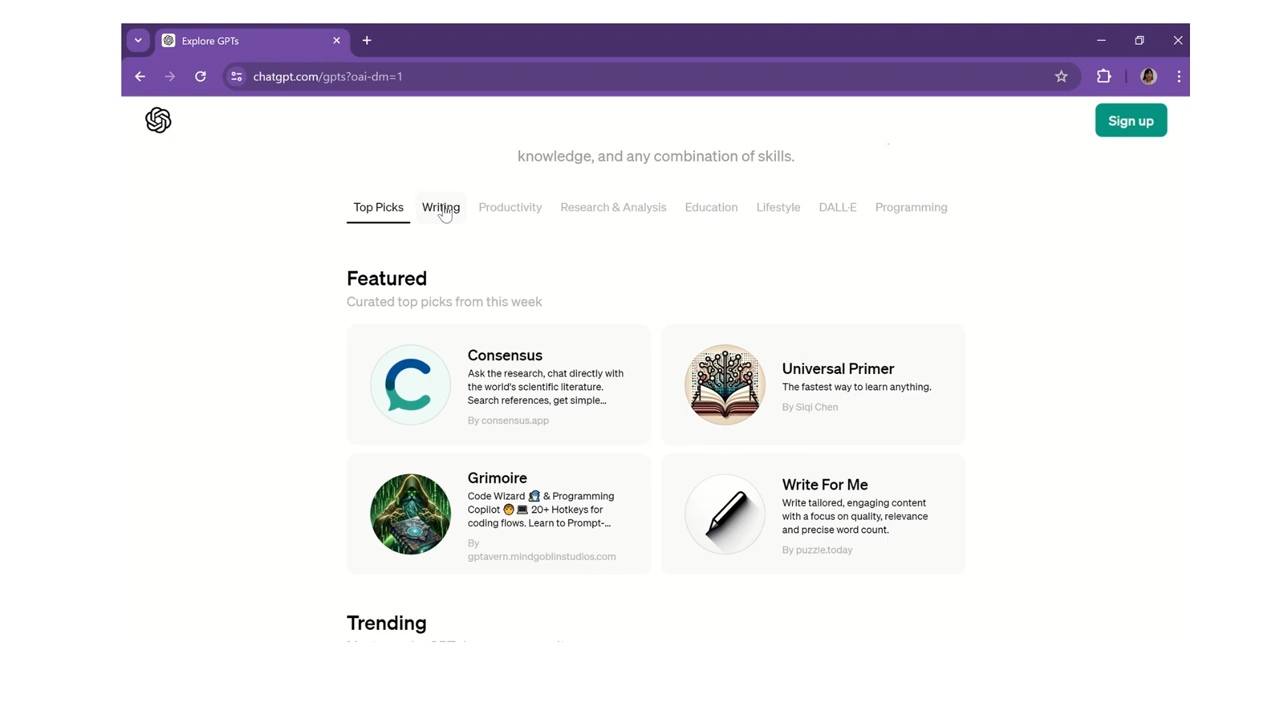 Explore GPTs
chatgpt.com/gpts?oai-dm=1
Sign up
knowledge, and any combination of skills.
Top Picks Writing Productivity Research & Analysis Education Lifestyle DALL·E Programming
Featured
Curated top picks from this week
Consensus
Ask the research, chat directly with
the world's scientific literature.
Search references, get simple...
By consensus.app
Universal Primer
The fastest way to learn anything.
By Siqi Chen
Grimoire
Code Wizard 🧙 & Programming
Copilot 🧑 💻 20+ Hotkeys for
coding flows. Learn to Prompt-...
By
gptavern.mindgoblinstudios.com
Write For Me
Write tailored, engaging content
with a focus on quality, relevance
and precise word count.
By puzzle.today
Trending